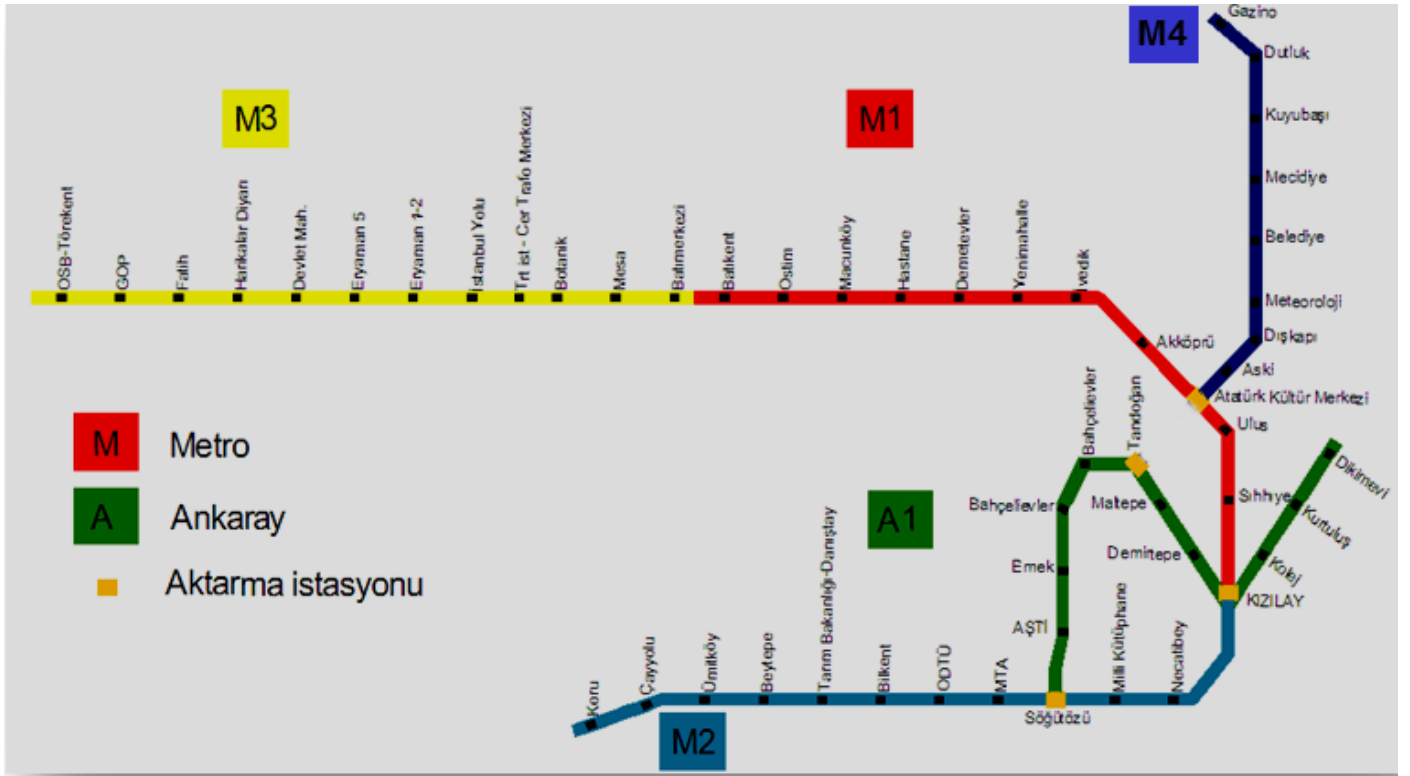 M4
Gazino
Dutluk
Kuyubaşı
Mecidiye
Belediye
Meteoroloji
Dışkapı
Aski
Atatürk Kültür Merkezi
M3
M1
OSB-Törekent
GOP
Fatih
Harikalar Diyarı
Devlet Mah.
Eryaman 5
Eryaman 1-2
İstanbul Yolu
Trt ist - Cer Trafo Merkezi
Botanik
Mesa
Batımerkezi
Batıkent
Ostim
Macunköy
Hastane
Demetevler
Yenimahalle
İvedik
Akköprü
Ulus
Sıhhıye
KIZILAY
Dikimevi
Kurtuluş
Kolej
Bahçelievler
Tandoğan
Bahçelievler
Maltepe
Demirtepe
Emek
AŞTİ
A1
M
Metro
A
Ankaray
Aktarma istasyonu
Koru
Çayyolu
Ümitköy
Beytepe
Tarım Bakanlığı-Danıştay
Bilkent
ODTÜ
MTA
Söğütözü
Milli Kütüphane
Necatibey
M2